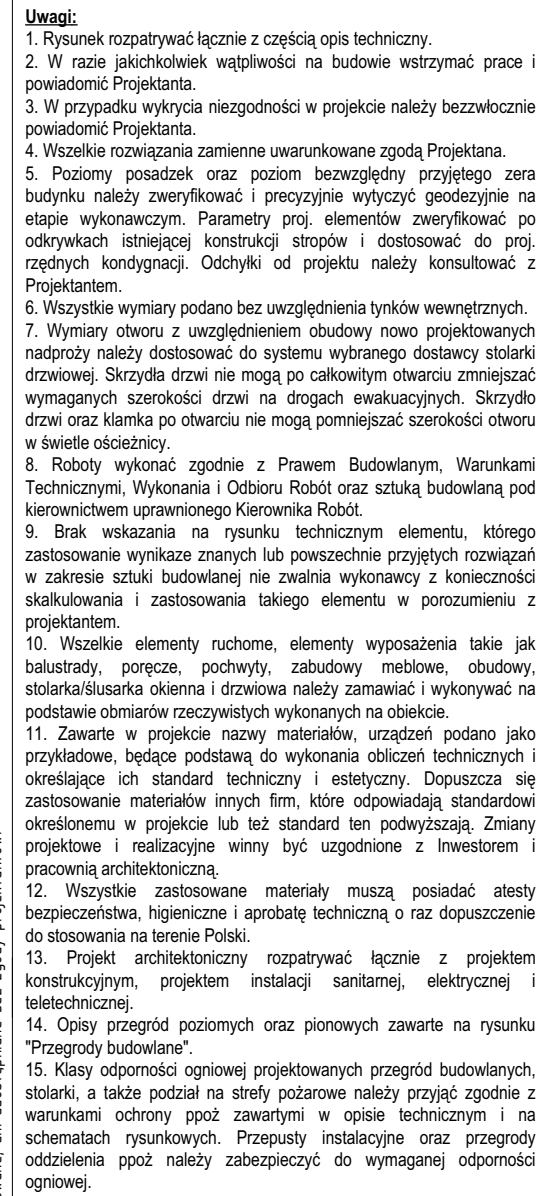 Uwagi:
1. Rysunek rozpatrywać łącznie z częścią opis techniczny.
2. W razie jakichkolwiek wątpliwości na budowie wstrzymać prace i
powiadomić Projektanta.
3. W przypadku wykrycia niezgodności w projekcie należy bezzwłocznie
powiadomić Projektanta.
4. Wszelkie rozwiązania zamienne uwarunkowane zgodą Projektana.
5. Poziomy posadzek oraz poziom bezwzględny przyjętego zera
budynku należy zweryfikować i precyzyjnie wytyczyć geodezyjnie na
etapie wykonawczym. Parametry proj. elementów zweryfikować po
odkrywkach istniejącej konstrukcji stropów i dostosować do proj.
rzędnych kondygnacji. Odchyłki od projektu należy konsultować z
Projektantem.
6. Wszystkie wymiary podano bez uwzględnienia tynków wewnętrznych.
7. Wymiary otworu z uwzględnieniem obudowy nowo projektowanych
nadproży należy dostosować do systemu wybranego dostawcy stolarki
drzwiowej. Skrzydła drzwi nie mogą po całkowitym otwarciu zmniejszać
wymaganych szerokości drzwi na drogach ewakuacyjnych. Skrzydło
drzwi oraz klamka po otwarciu nie mogą pomniejszać szerokości otworu
w świetle ościeżnicy.
8. Roboty wykonać zgodnie z Prawem Budowlanym, Warunkami
Technicznymi, Wykonania i Odbioru Robót oraz sztuką budowlaną pod
kierownictwem uprawnionego Kierownika Robót.
9. Brak wskazania na rysunku technicznym elementu, którego
zastosowanie wynikaze znanych lub powszechnie przyjętych rozwiązań
w zakresie sztuki budowlanej nie zwalnia wykonawcy z konieczności
skalkulowania i zastosowania takiego elementu w porozumieniu z
projektantem.
10. Wszelkie elementy ruchome, elementy wyposażenia takie jak
balustrady, poręcze, pochwyty, zabudowy meblowe, obudowy,
stolarka/ślusarka okienna i drzwiowa należy zamawiać i wykonywać na
podstawie obmiarów rzeczywistych wykonanych na obiekcie.
11. Zawarte w projekcie nazwy materiałów, urządzeń podano jako
przykładowe, będące podstawą do wykonania obliczeń technicznych i
określające ich standard techniczny i estetyczny. Dopuszcza się
zastosowanie materiałów innych firm, które odpowiadają standardowi
określonemu w projekcie lub też standard ten podwyższają. Zmiany
projektowe i realizacyjne winny być uzgodnione z Inwestorem i
pracownią architektoniczną.
12. Wszystkie zastosowane materiały muszą posiadać atesty
bezpieczeństwa, higieniczne i aprobatę techniczną o raz dopuszczenie
do stosowania na terenie Polski.
13. Projekt architektoniczny rozpatrywać łącznie z projektem
konstrukcyjnym, projektem instalacji sanitarnej, elektrycznej i
teletechnicznej.
14. Opisy przegród poziomych oraz pionowych zawarte na rysunku
"Przegrody budowlane".
15. Klasy odporności ogniowej projektowanych przegród budowlanych,
stolarki, a także podział na strefy pożarowe należy przyjąć zgodnie z
warunkami ochrony ppoż zawartymi w opisie technicznym i na
schematach rysunkowych. Przepusty instalacyjne oraz przegrody
oddzielenia ppoż należy zabezpieczyć do wymaganej odporności
ogniowej.